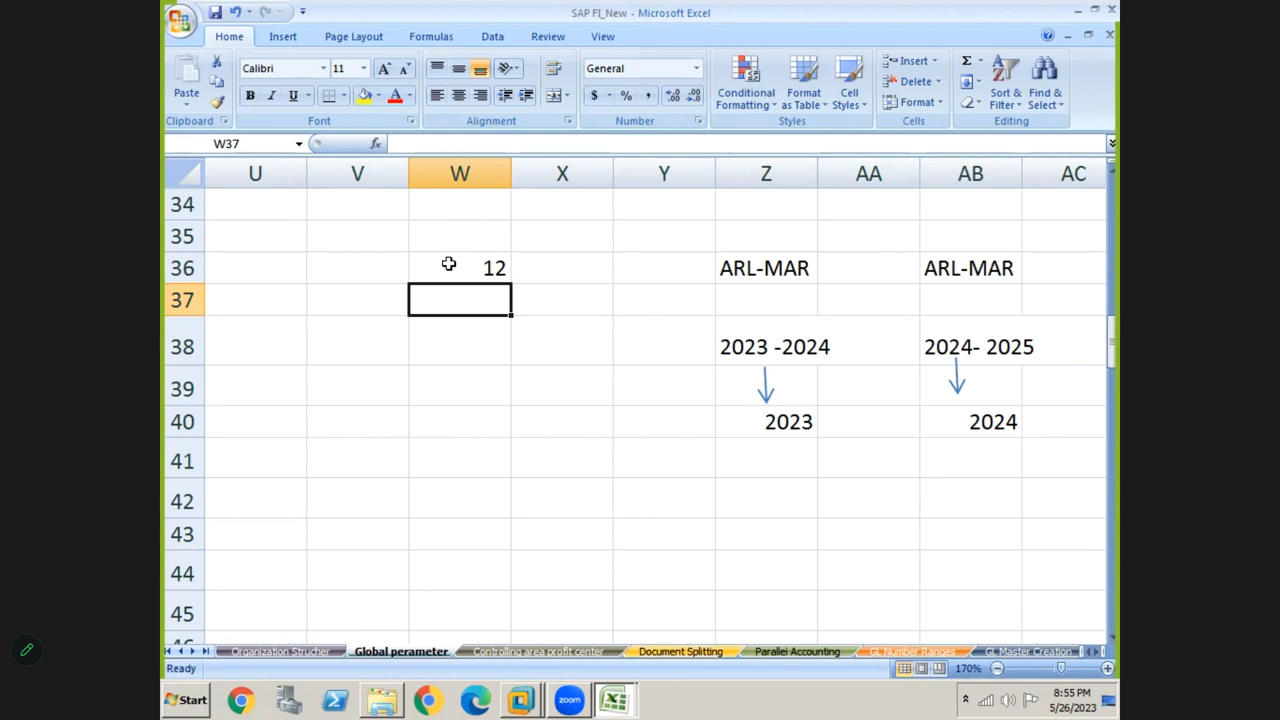 SAP FI_New - Microsoft Excel
Home Insert Page Layout Formulas Data Review View
Paste
Calibri 11
B I U
General
$ % ,
Conditional Formatting
Format as Table
Cell Styles
Insert
Delete
Format
Σ
Sort & Filter
Find & Select
Clipboard Font Alignment Number Styles Cells Editing
W37 fx
U V W X Y Z AA AB AC
34
35
36 12 ARL-MAR ARL-MAR
37
38 2023 -2024 2024- 2025
39
40 2023 2024
41
42
43
44
45
Organization Strucher Global perameter Controlling area profit center Document Splitting Parallel Accounting GL Number Ranges GL Master Creation
Ready 170%
Start zoom 8:55 PM
5/26/2023